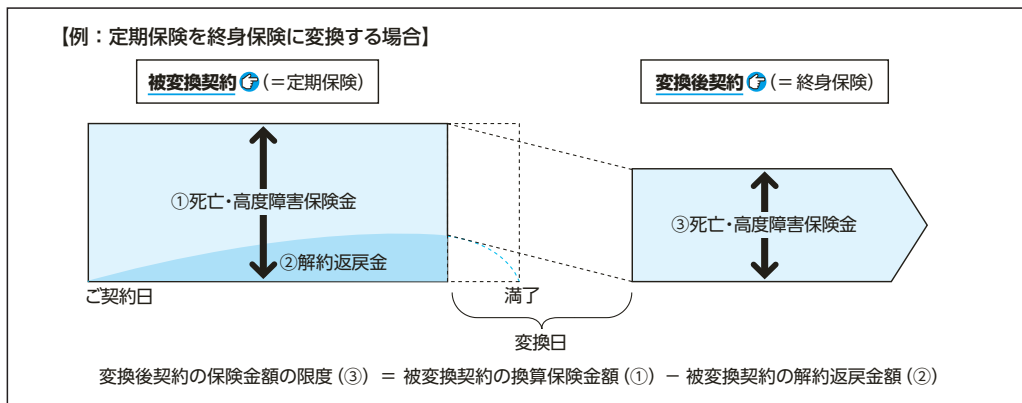 【例：定期保険を終身保険に変換する場合】
被変換契約 (＝定期保険)
変換後契約 (＝終身保険)
①死亡・高度障害保険金
③死亡・高度障害保険金
②解約返戻金
ご契約日
満了
変換日
変換後契約の保険金額の限度(③) ＝ 被変換契約の換算保険金額(①) － 被変換契約の解約返戻金額(②)